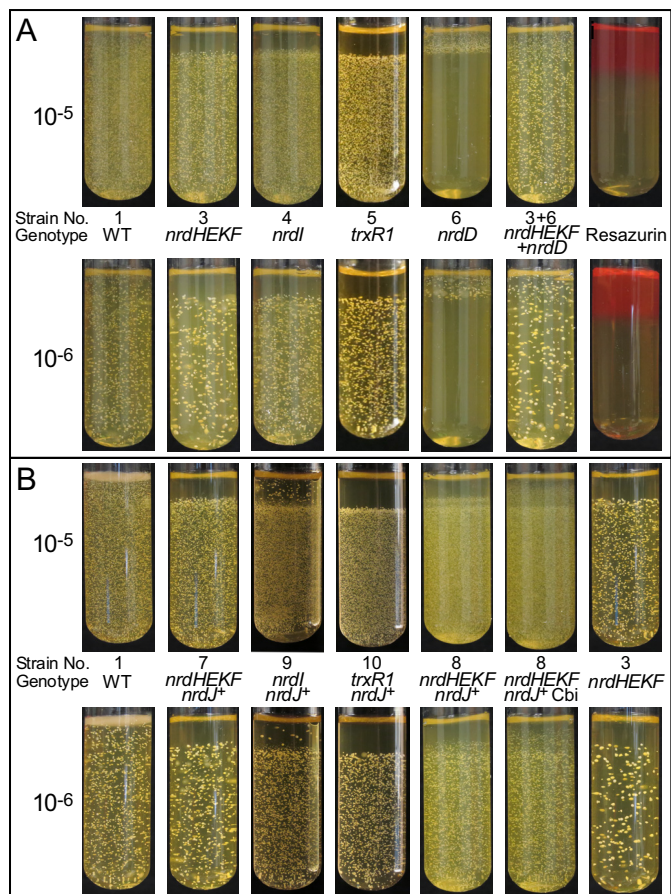 A
10-5
Strain No. 1 3 4 5 6 3+6
Genotype WT nrdHEKF nrdI trxR1 nrdD nrdHEKF Resazurin
+nrdD
10-6
B
10-5
Strain No. 1 7 9 10 8 8 3
Genotype WT nrdHEKF nrdI trxR1 nrdHEKF nrdHEKF nrdHEKF
nrdJ+ nrdJ+ nrdJ+ nrdJ+ nrdJ+ Cbi
10-6